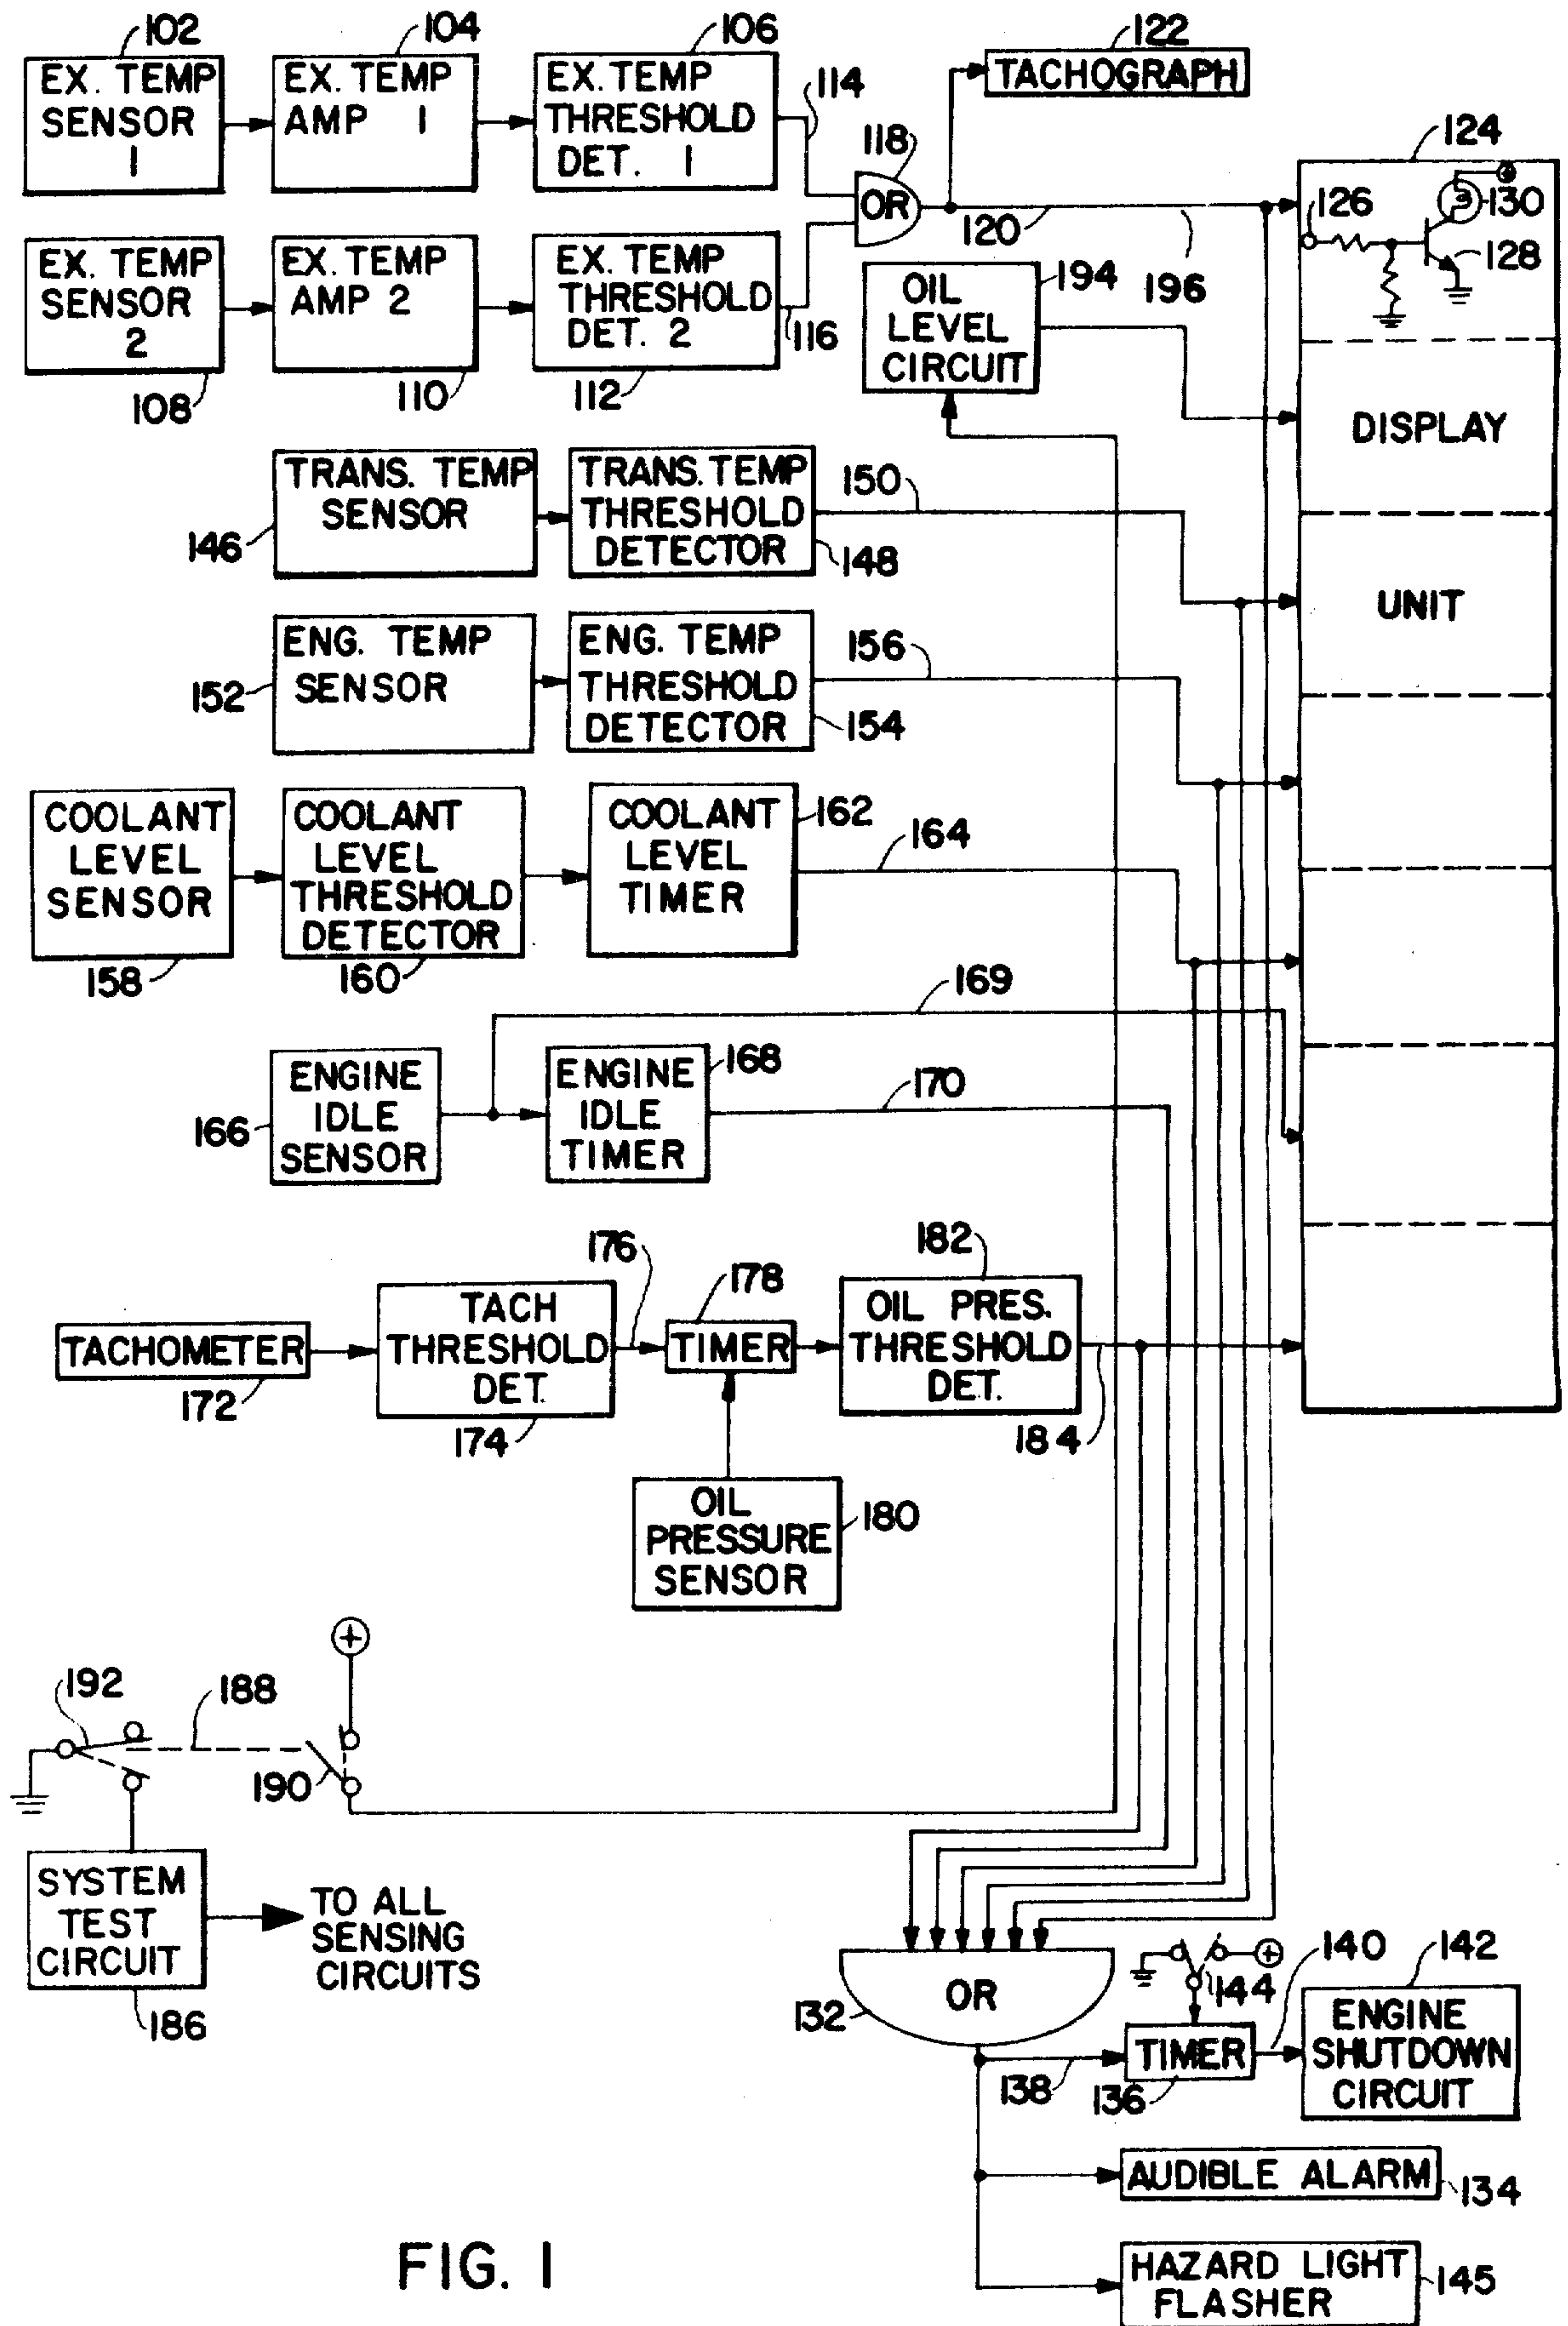 102
EX. TEMP
SENSOR
1
104
EX. TEMP
AMP 1
106
EX. TEMP
THRESHOLD
DET. 1
114
122
TACHOGRAPH
118
OR
120
196
124
126
130
128
EX. TEMP
SENSOR
2
108
EX. TEMP
AMP 2
110
EX. TEMP
THRESHOLD
DET. 2
112
116
OIL
LEVEL
CIRCUIT
194
DISPLAY
UNIT
TRANS. TEMP
SENSOR
146
TRANS. TEMP
THRESHOLD
DETECTOR
148
150
ENG. TEMP
SENSOR
152
ENG. TEMP
THRESHOLD
DETECTOR
154
156
COOLANT
LEVEL
SENSOR
158
COOLANT
LEVEL
THRESHOLD
DETECTOR
160
COOLANT
LEVEL
TIMER
162
164
169
ENGINE
IDLE
SENSOR
166
ENGINE
IDLE
TIMER
168
170
TACHOMETER
172
TACH
THRESHOLD
DET.
174
176
TIMER
178
OIL PRES.
THRESHOLD
DET.
182
184
OIL
PRESSURE
SENSOR
180
192
188
190
SYSTEM
TEST
CIRCUIT
186
TO ALL
SENSING
CIRCUITS
OR
132
138
144
TIMER
136
140
142
ENGINE
SHUTDOWN
CIRCUIT
AUDIBLE ALARM
134
HAZARD LIGHT
FLASHER
145
FIG. 1